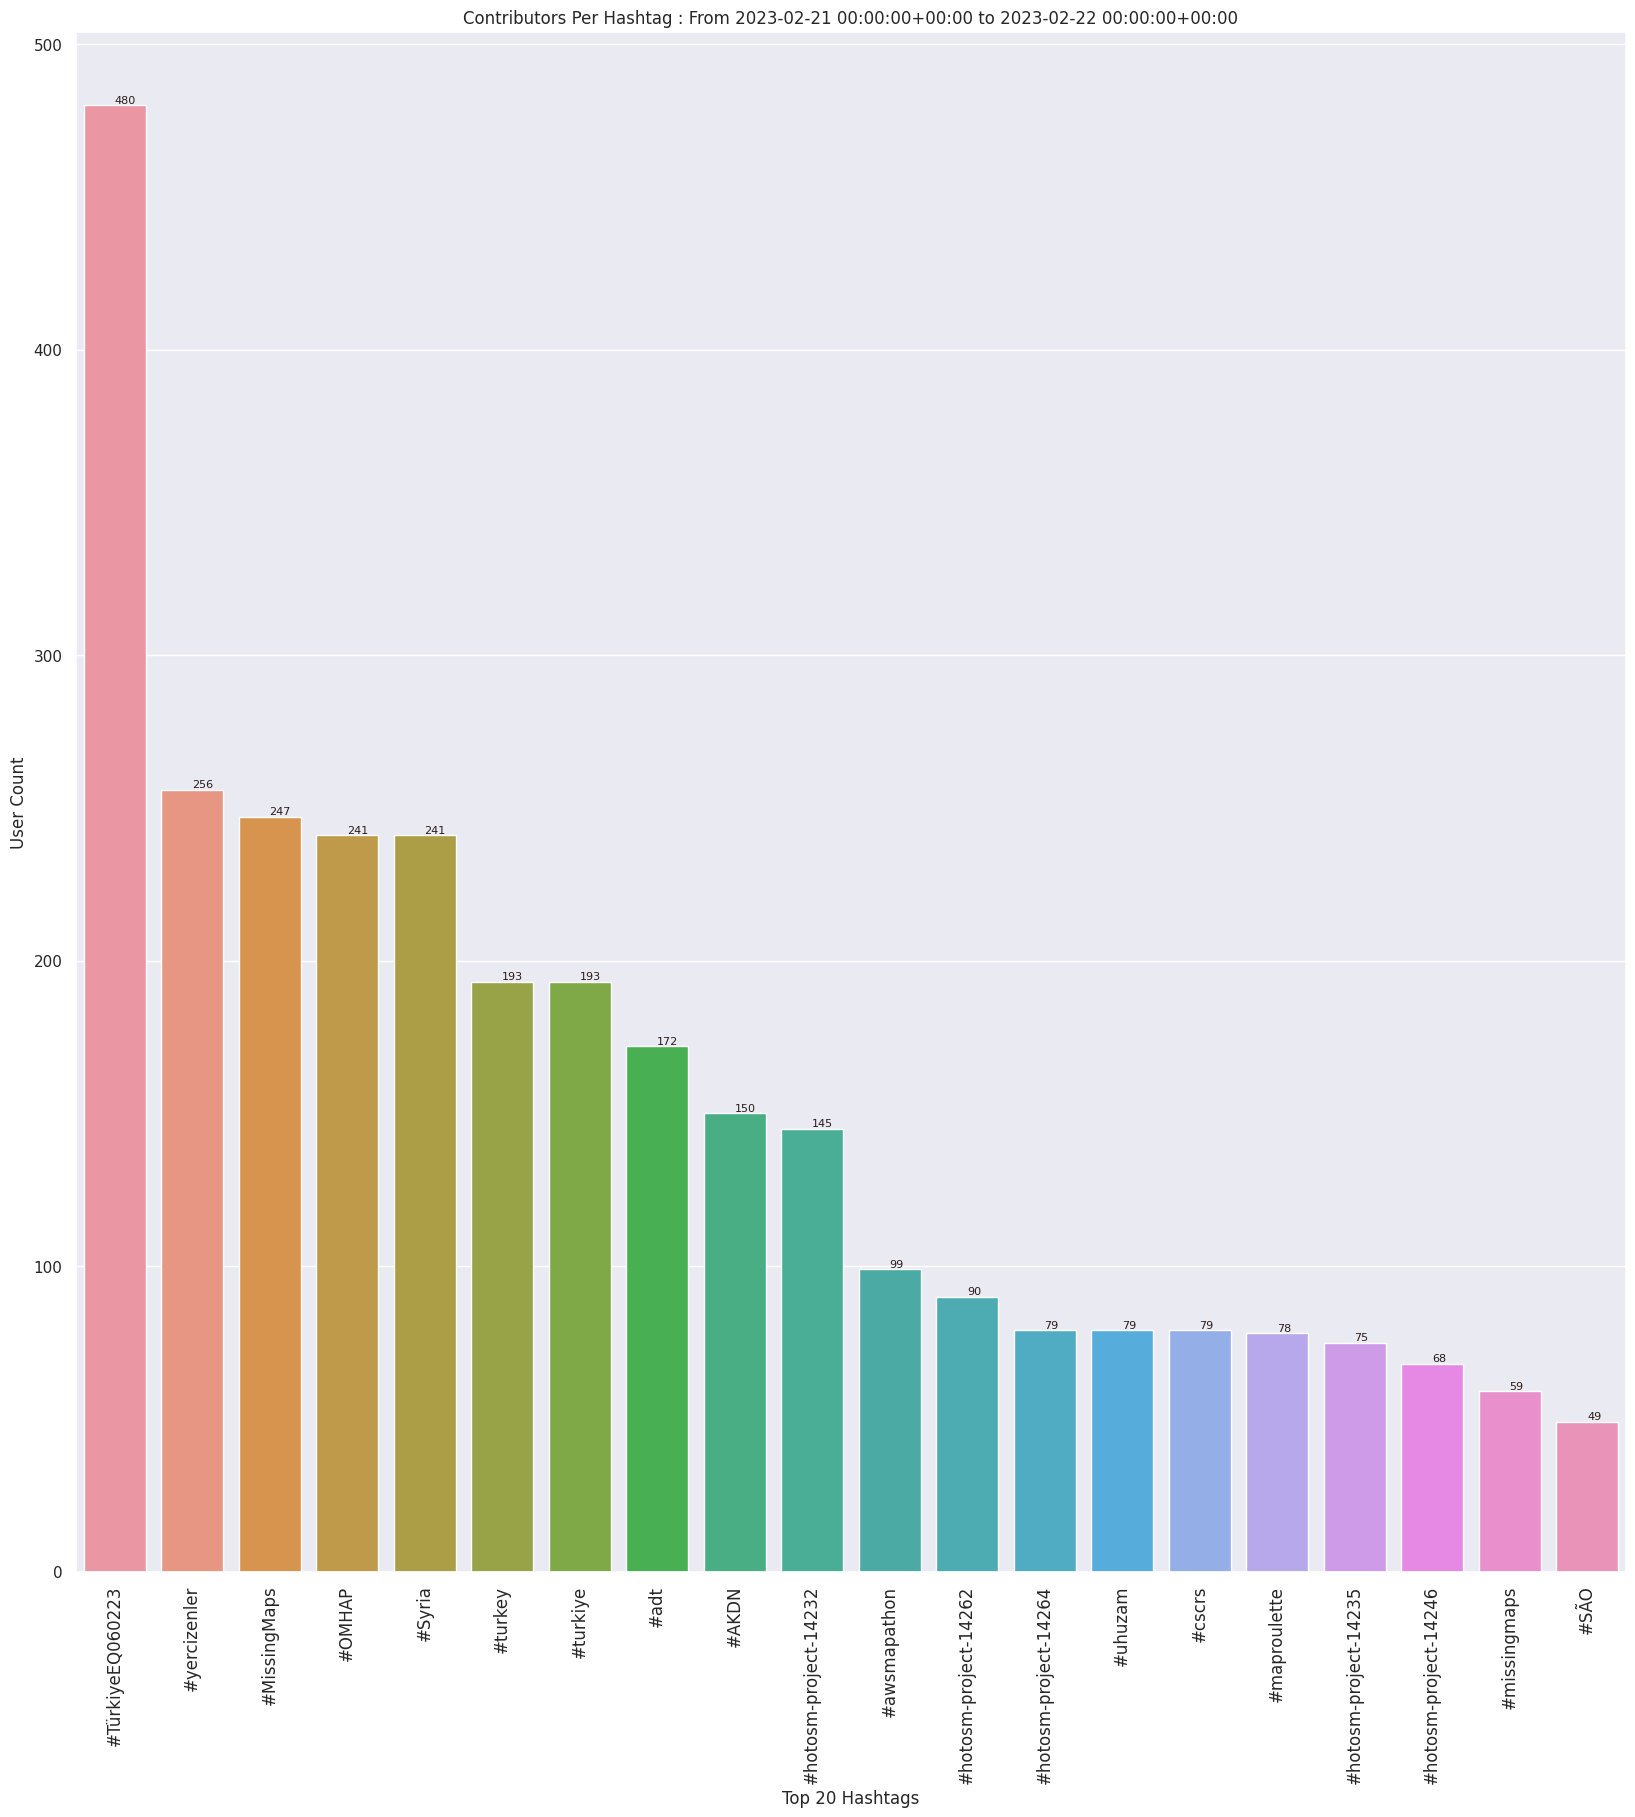 Contributors Per Hashtag : From 2023-02-21 00:00:00+00:00 to 2023-02-22 00:00:00+00:00
User Count
500
400
300
200
100
0
480
256
247
241
241
193
193
172
150
145
99
90
79
79
79
78
75
68
59
49
#TürkiyeEQ060223
#yercizenler
#MissingMaps
#OMHAP
#Syria
#turkey
#turkiye
#adt
#AKDN
#hotosm-project-14232
#awsmapathon
#hotosm-project-14262
#hotosm-project-14264
#uhuzam
#cscrs
#maproulette
#hotosm-project-14235
#hotosm-project-14246
#missingmaps
#SÃO
Top 20 Hashtags